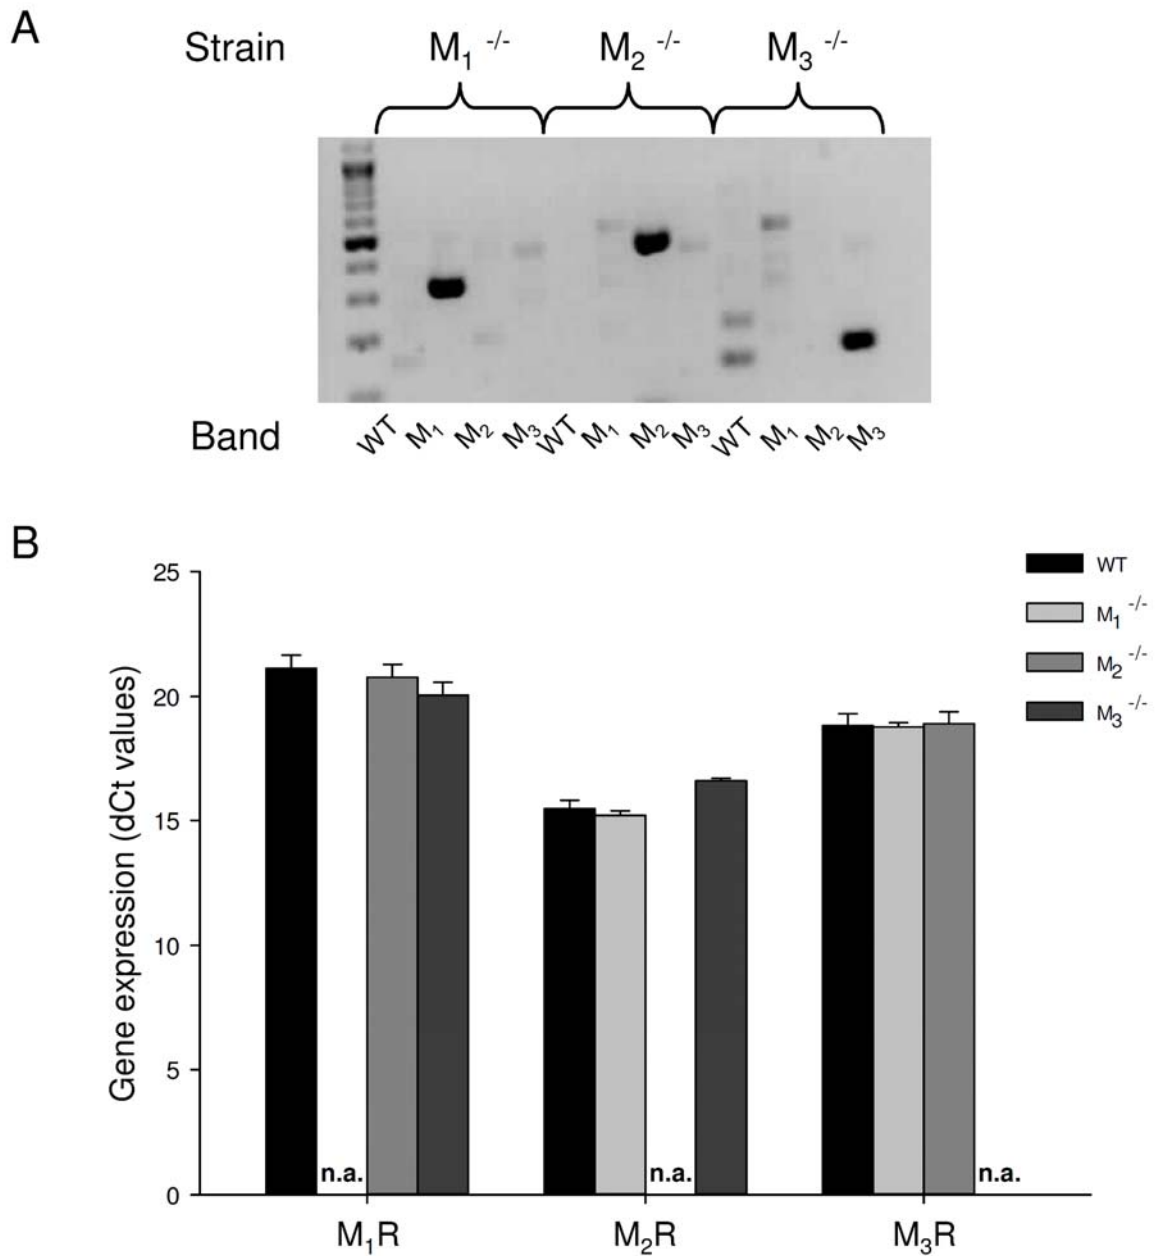 A
Strain M1 -/- M2 -/- M3 -/-
Band WT M1 M2 M3 WT M1 M2 M3 WT M1 M2 M3
B
Gene expression (dCt values)
25
20
15
10
5
0
n.a. n.a. n.a.
M1R M2R M3R
WT
M1 -/-
M2 -/-
M3 -/-